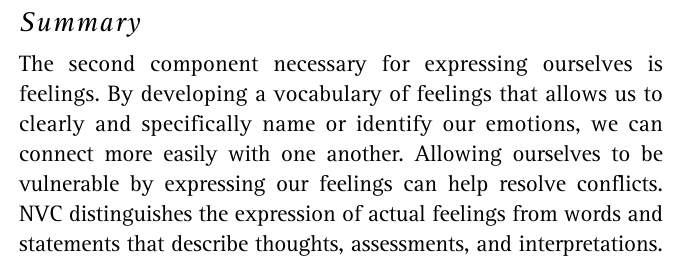 Summary
The second component necessary for expressing ourselves is
feelings. By developing a vocabulary of feelings that allows us to
clearly and specifically name or identify our emotions, we can
connect more easily with one another. Allowing ourselves to be
vulnerable by expressing our feelings can help resolve conflicts.
NVC distinguishes the expression of actual feelings from words and
statements that describe thoughts, assessments, and interpretations.